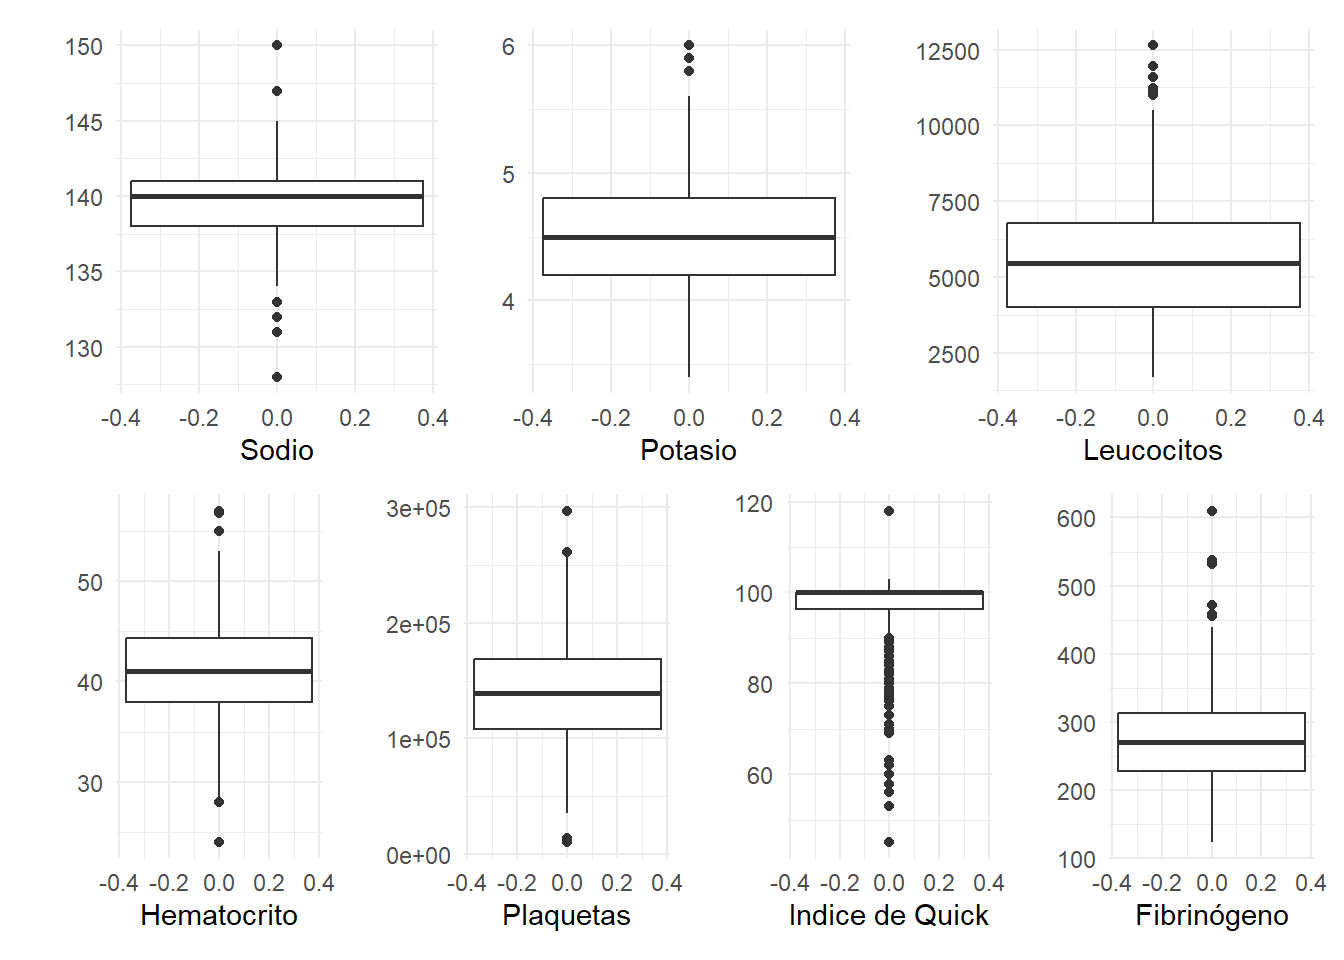 150
145
140
135
130
-0.4 -0.2 0.0 0.2 0.4
Sodio
6
5
4
-0.4 -0.2 0.0 0.2 0.4
Potasio
12500
10000
7500
5000
2500
-0.4 -0.2 0.0 0.2 0.4
Leucocitos
50
40
30
-0.4 -0.2 0.0 0.2 0.4
Hematocrito
3e+05
2e+05
1e+05
0e+00
-0.4 -0.2 0.0 0.2 0.4
Plaquetas
120
100
80
60
-0.4 -0.2 0.0 0.2 0.4
Indice de Quick
600
500
400
300
200
100
-0.4 -0.2 0.0 0.2 0.4
Fibrinógeno